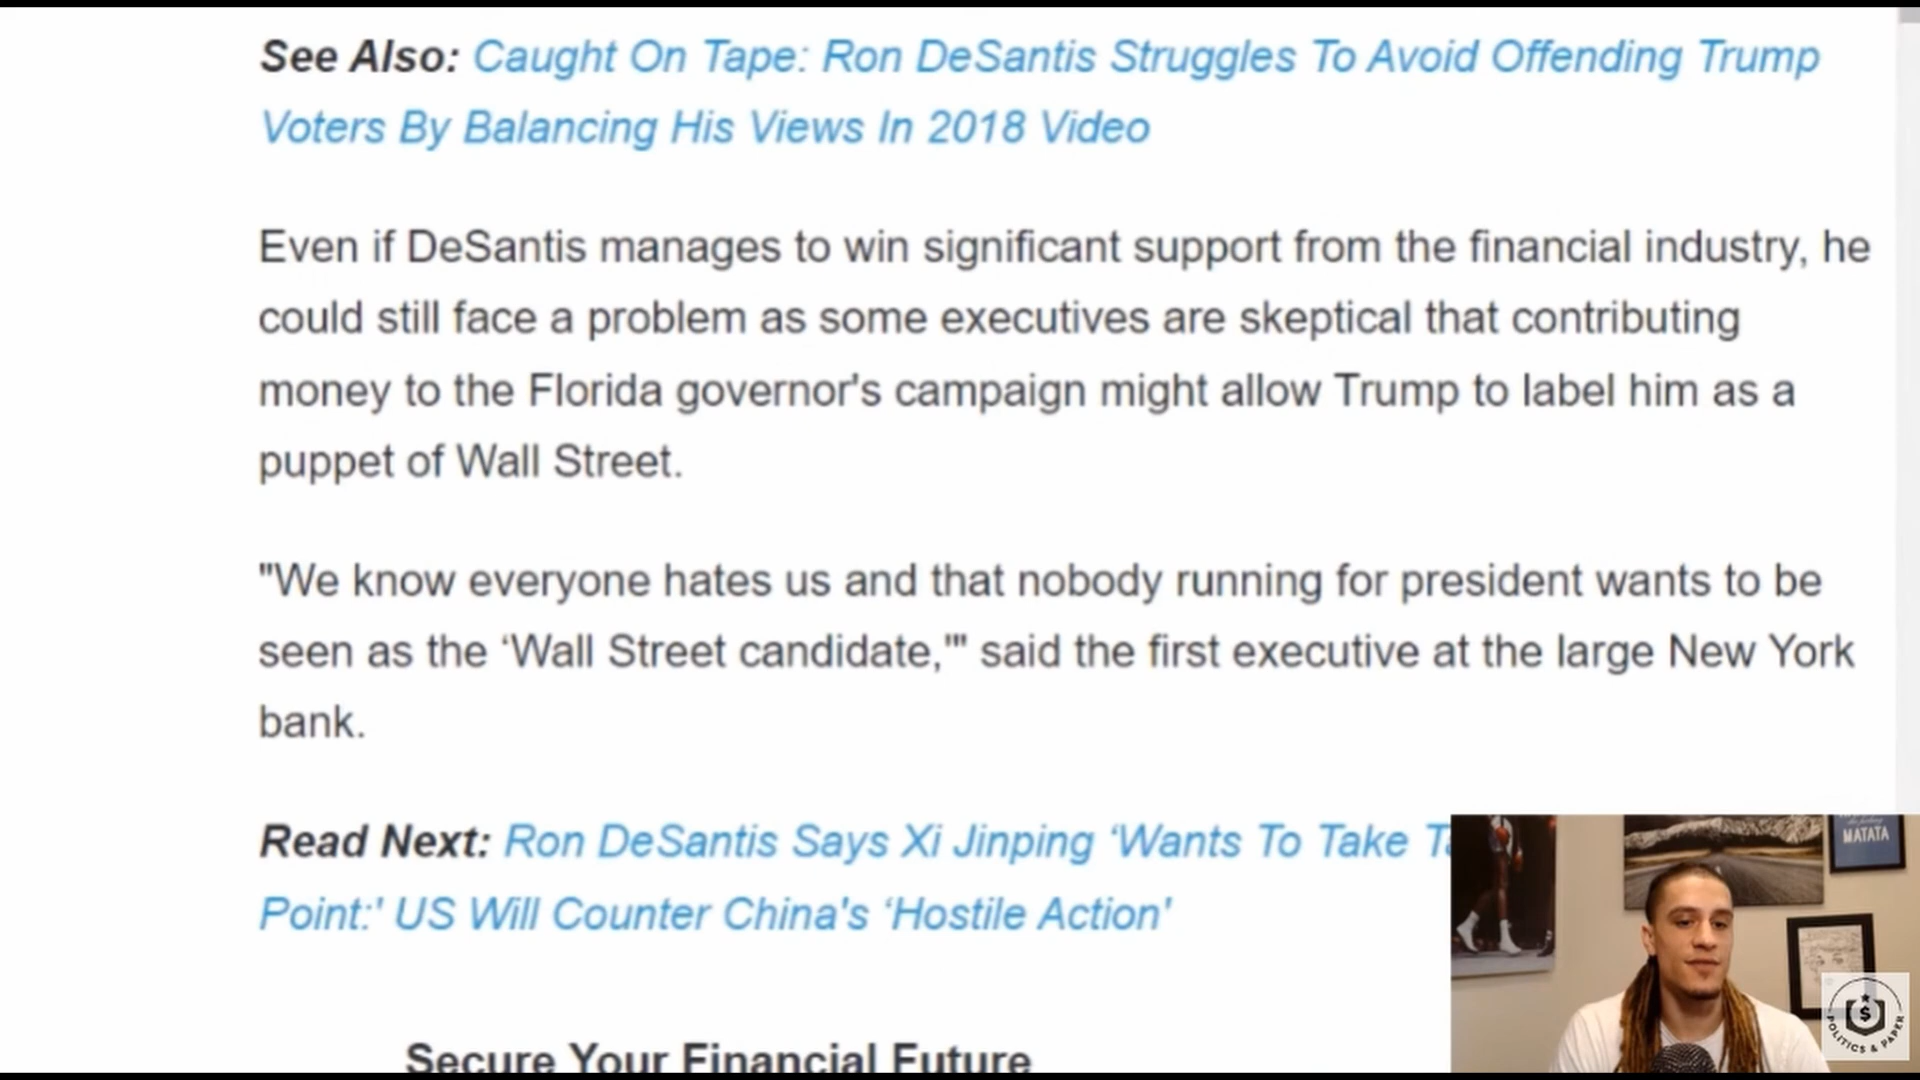 See Also: Caught On Tape: Ron DeSantis Struggles To Avoid Offending Trump
Voters By Balancing His Views In 2018 Video
Even if DeSantis manages to win significant support from the financial industry, he
could still face a problem as some executives are skeptical that contributing
money to the Florida governor's campaign might allow Trump to label him as a
puppet of Wall Street.
"We know everyone hates us and that nobody running for president wants to be
seen as the ‘Wall Street candidate,'" said the first executive at the large New York
bank.
Read Next: Ron DeSantis Says Xi Jinping ‘Wants To Take
Point:' US Will Counter China's ‘Hostile Action'
Secure Your Financial Future
MATATA
$
POLITICS & PAPER